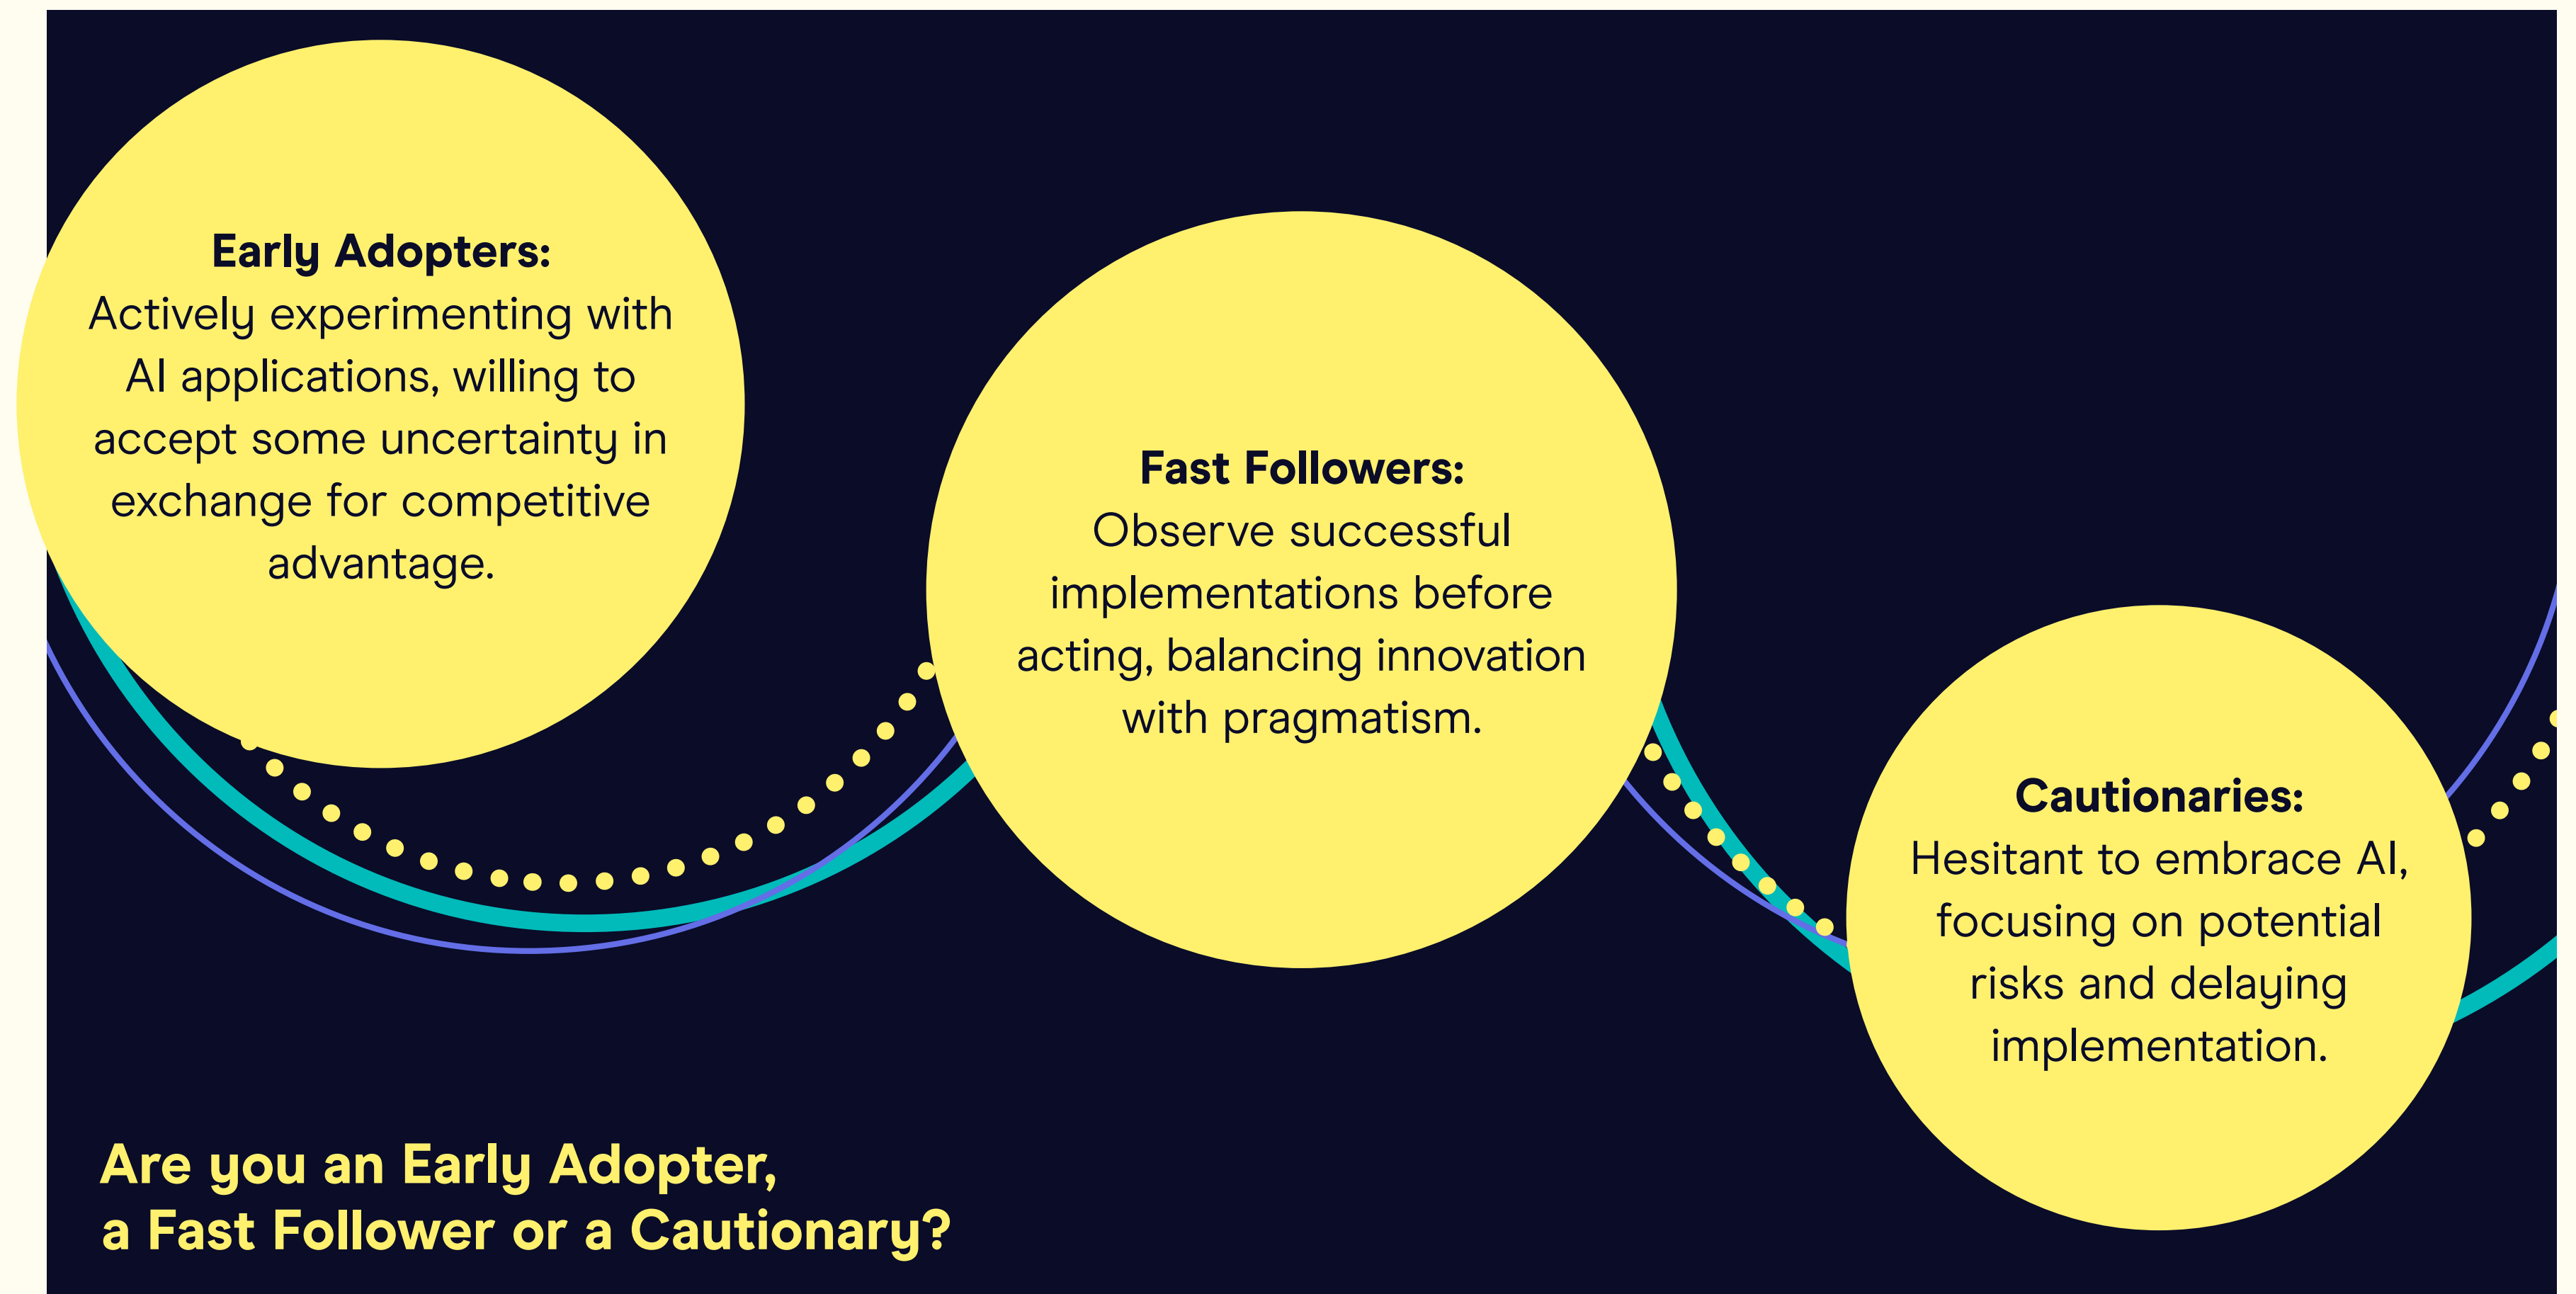 Early Adopters:
Actively experimenting with
AI applications, willing to
accept some uncertainty in
exchange for competitive
advantage.
Fast Followers:
Observe successful
implementations before
acting, balancing innovation
with pragmatism.
Cautionaries:
Hesitant to embrace AI,
focusing on potential
risks and delaying
implementation.
Are you an Early Adopter,
a Fast Follower or a Cautionary?